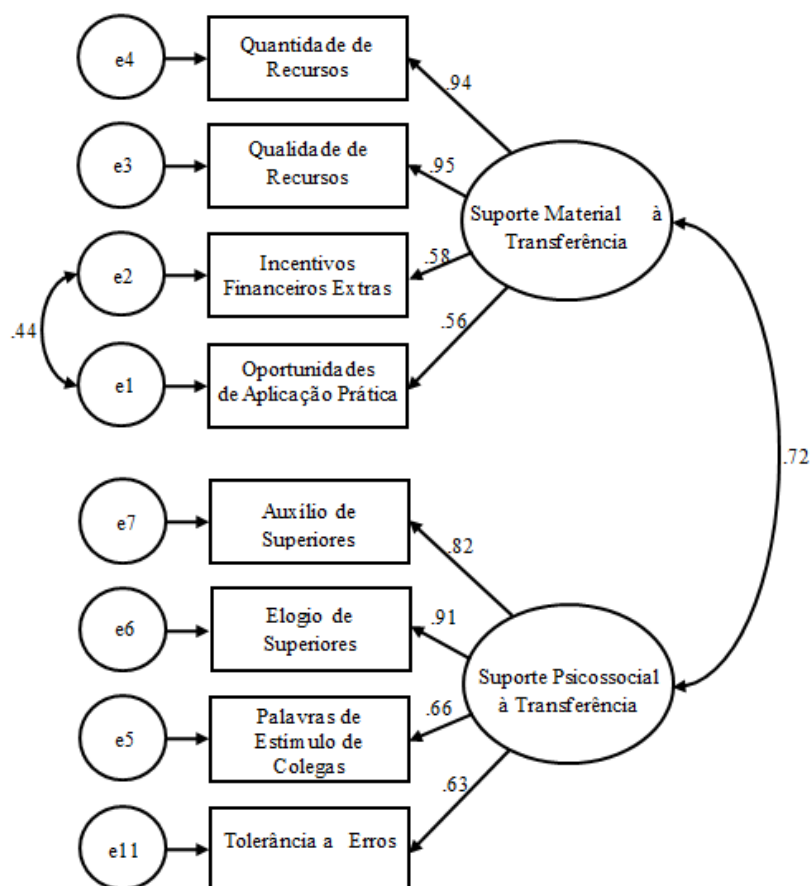 e4
Quantidade de
Recursos
.94
e3
Qualidade de
Recursos
.95
Suporte Material à
Transferência
e2
Incentivos
Financeiros Extras
.58
.44
e1
Oportunidades
de Aplicação Prática
.56
.72
e7
Auxílio de
Superiores
.82
e6
Elogio de
Superiores
.91
Suporte Psicossocial
à Transferência
e5
Palavras de
Estímulo de
Colegas
.66
e11
Tolerância a Erros
.63